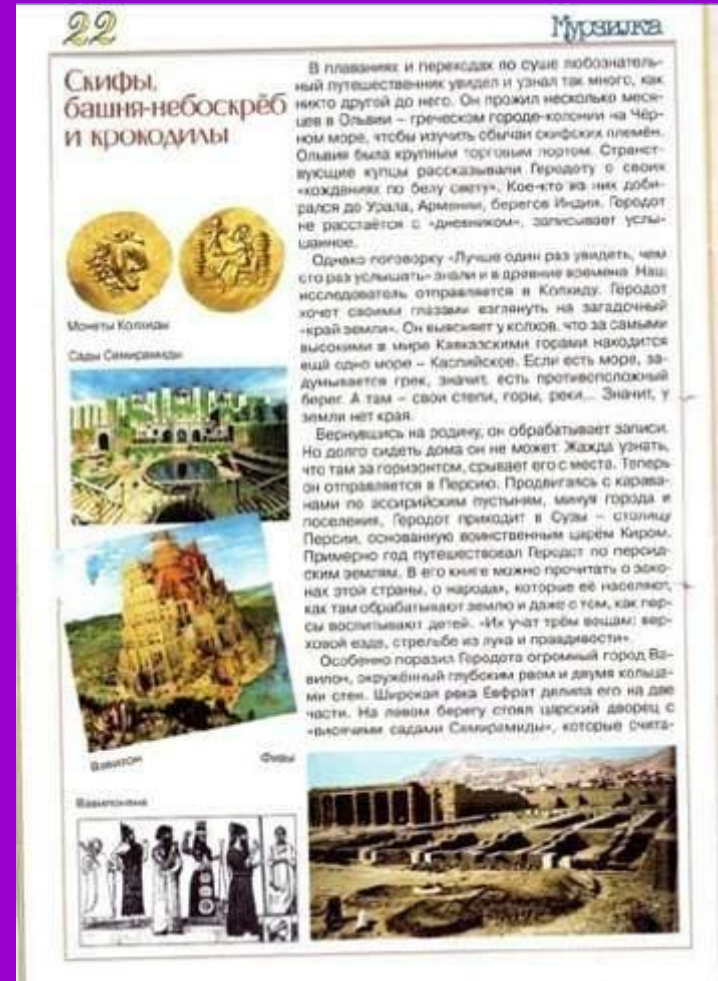 22
Мурзилка
Скифы,
башня-небоскрёб
и крокодилы
В плаваниях и переходах по суше любознатель-
ный путешественник увидел и узнал так много, как
никто другой до него. Он прожил несколько меся-
цев в Ольвии – греческом городе-колонии на Чёр-
ном море, чтобы изучить обычаи скифских племён.
Ольвия была крупным торговым портом. Странст-
вующие купцы рассказывали Геродоту о своих
«хождениях по белу свету». Кое-кто из них доби-
рался до Урала, Армении, берегов Индии. Геродот
не расстаётся с «дневником», записывает услы-
шанное.
Однако поговорку «Лучше один раз увидеть, чем
сто раз услышать» знали и в древние времена. Наш
исследователь отправляется в Колхиду. Геродот
хочет своими глазами взглянуть на загадочный
«край земли». Он выясняет у колхов, что за самыми
высокими в мире Кавказскими горами находится
ещё одно море – Каспийское. Если есть море, за-
думывается грек, значит, есть противоположный
берег. А там – свои степи, горы, реки... Значит, у
земли нет края.
Вернувшись на родину, он обрабатывает записи.
Но долго сидеть дома он не может. Жажда узнать,
что там за горизонтом, срывает его с места. Теперь
он отправляется в Персию. Продвигаясь с карава-
нами по ассирийским пустыням, минуя города и
поселения, Геродот приходит в Сузы – столицу
Персии, основанную воинственным царём Киром.
Примерно год путешествовал Геродот по персид-
ским землям. В его книге можно прочитать о зако-
нах этой страны, о народах, которые её населяют,
как там обрабатывают землю и даже о том, как пер-
сы воспитывают детей. «Их учат трём вещам: вер-
ховой езде, стрельбе из лука и правдивости».
Особенно поразил Геродота огромный город Ва-
вилон, окружённый глубоким рвом и двумя кольца-
ми стен. Широкая река Евфрат делила его на две
части. На левом берегу стоял царский дворец с
«висячими садами Семирамиды», которые счита-
Монеты Колхиды
Сады Семирамиды
Вавилон
Фивы
Вавилоняне